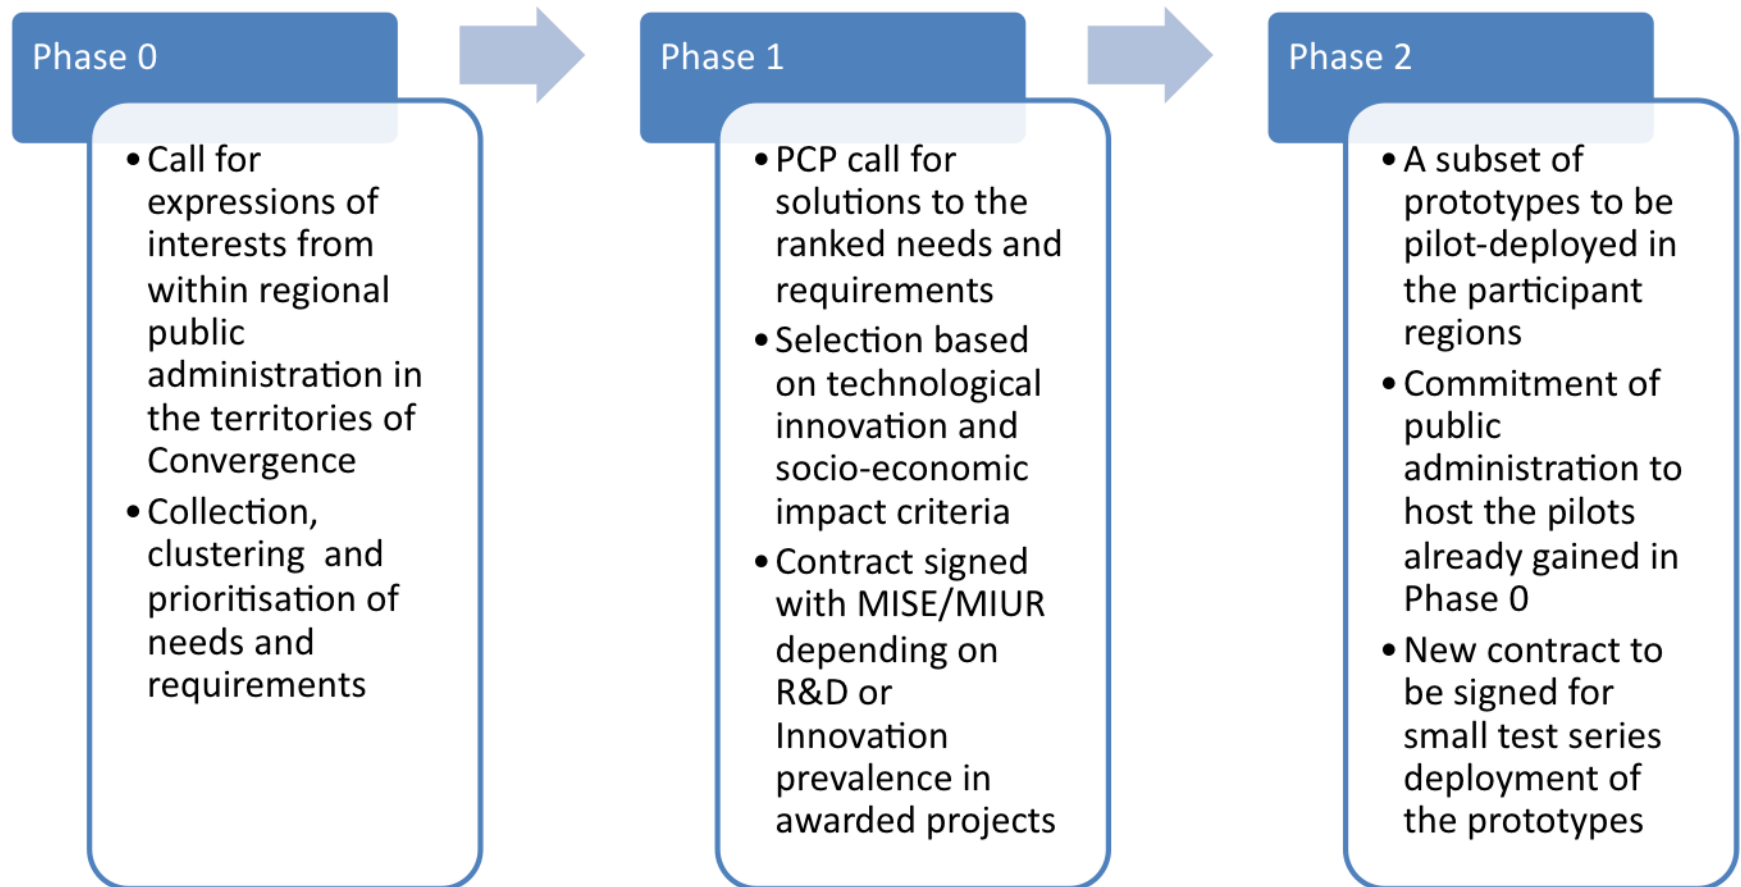 Phase 0
• Call for
expressions of
interests from
within regional
public
administration in
the territories of
Convergence
• Collection,
clustering  and
prioritisation of
needs and
requirements
Phase 1
• PCP call for
solutions to the
ranked needs and
requirements
• Selection based
on technological
innovation and
socio-economic
impact criteria
• Contract signed
with MISE/MIUR
depending on
R&D or
Innovation
prevalence in
awarded projects
Phase 2
• A subset of
prototypes to be
pilot-deployed in
the participant
regions
• Commitment of
public
administration to
host the pilots
already gained in
Phase 0
• New contract to
be signed for
small test series
deployment of
the prototypes